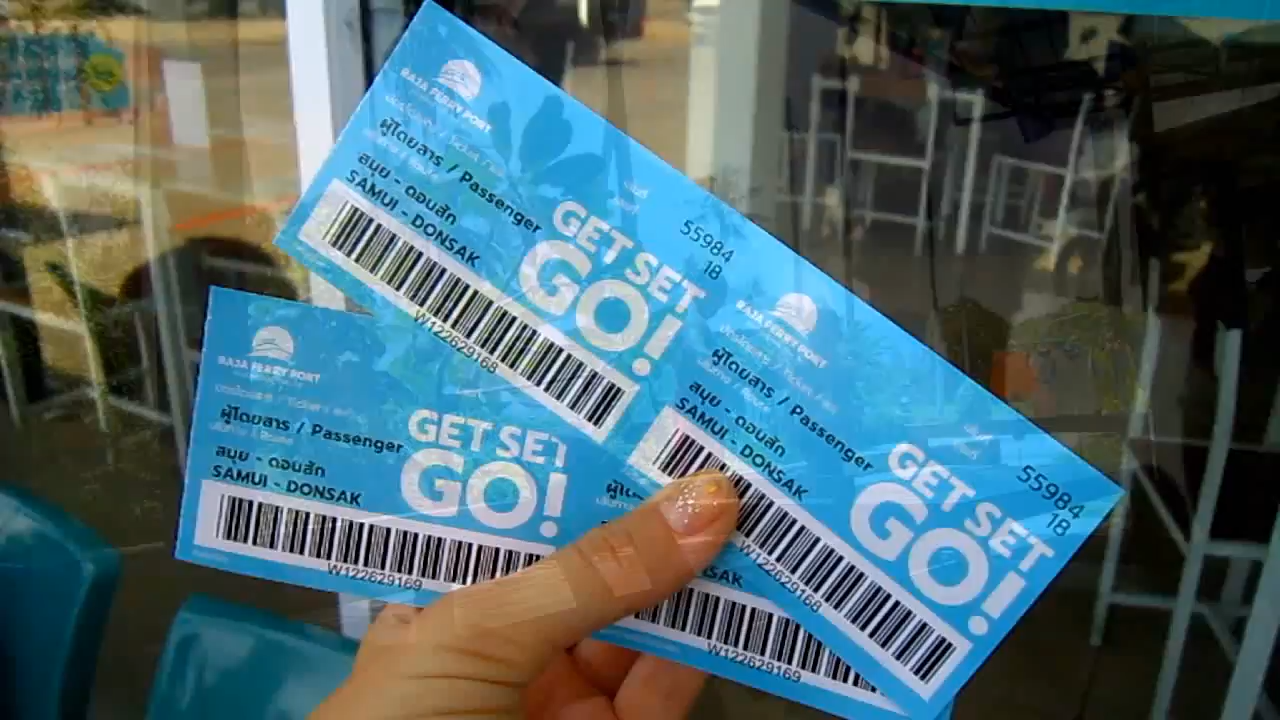 RAJA FERRY PORT
ผู้โดยสาร / Passenger
สมุย - ดอนสัก
SAMUI - DONSAK
GET SET
GO!
W122629168
55984
18
RAJA FERRY PORT
ผู้โดยสาร / Passenger
สมุย - ดอนสัก
SAMUI - DONSAK
GET SET
GO!
W122629168
55984
18
RAJA FERRY PORT
ผู้โดยสาร / Passenger
สมุย - ดอนสัก
SAMUI - DONSAK
GET SET
GO!
W122629169
W122629169